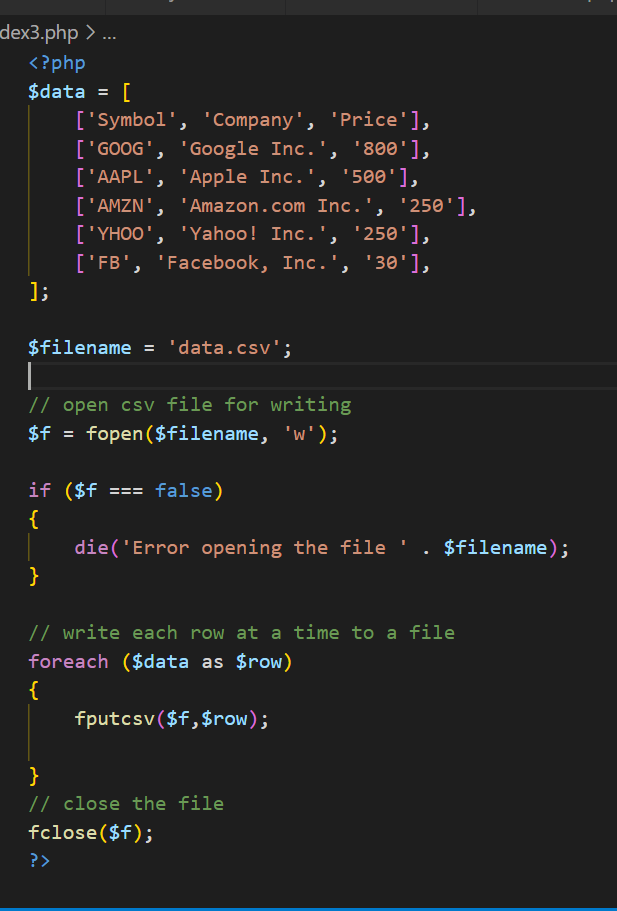 dex3.php > ...
<?php
$data = [
    ['Symbol', 'Company', 'Price'],
    ['GOOG', 'Google Inc.', '800'],
    ['AAPL', 'Apple Inc.', '500'],
    ['AMZN', 'Amazon.com Inc.', '250'],
    ['YHOO', 'Yahoo! Inc.', '250'],
    ['FB', 'Facebook, Inc.', '30'],
];

$filename = 'data.csv';

// open csv file for writing
$f = fopen($filename, 'w');

if ($f === false)
{
    die('Error opening the file ' . $filename);
}

// write each row at a time to a file
foreach ($data as $row)
{
    fputcsv($f,$row);

}
// close the file
fclose($f);
?>